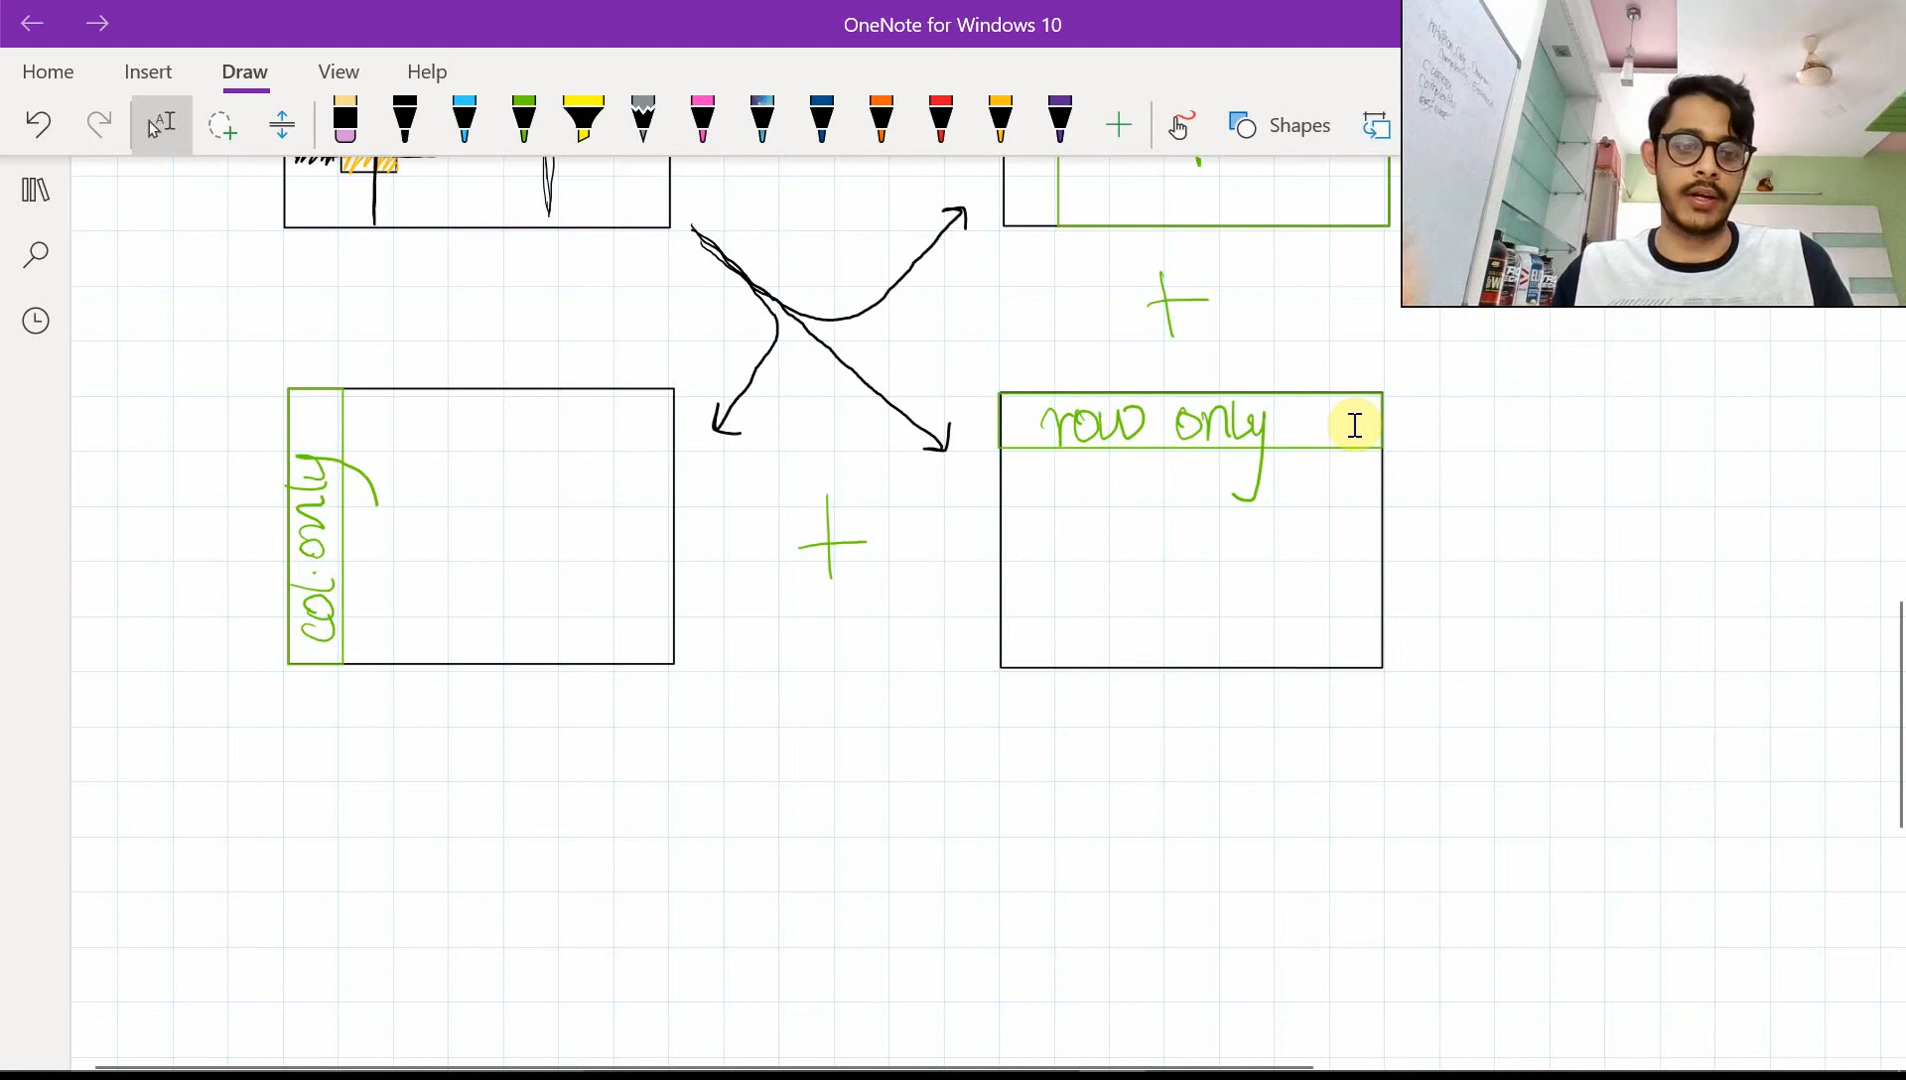 OneNote for Windows 10
Home Insert Draw View Help
Shapes
row only
col. only